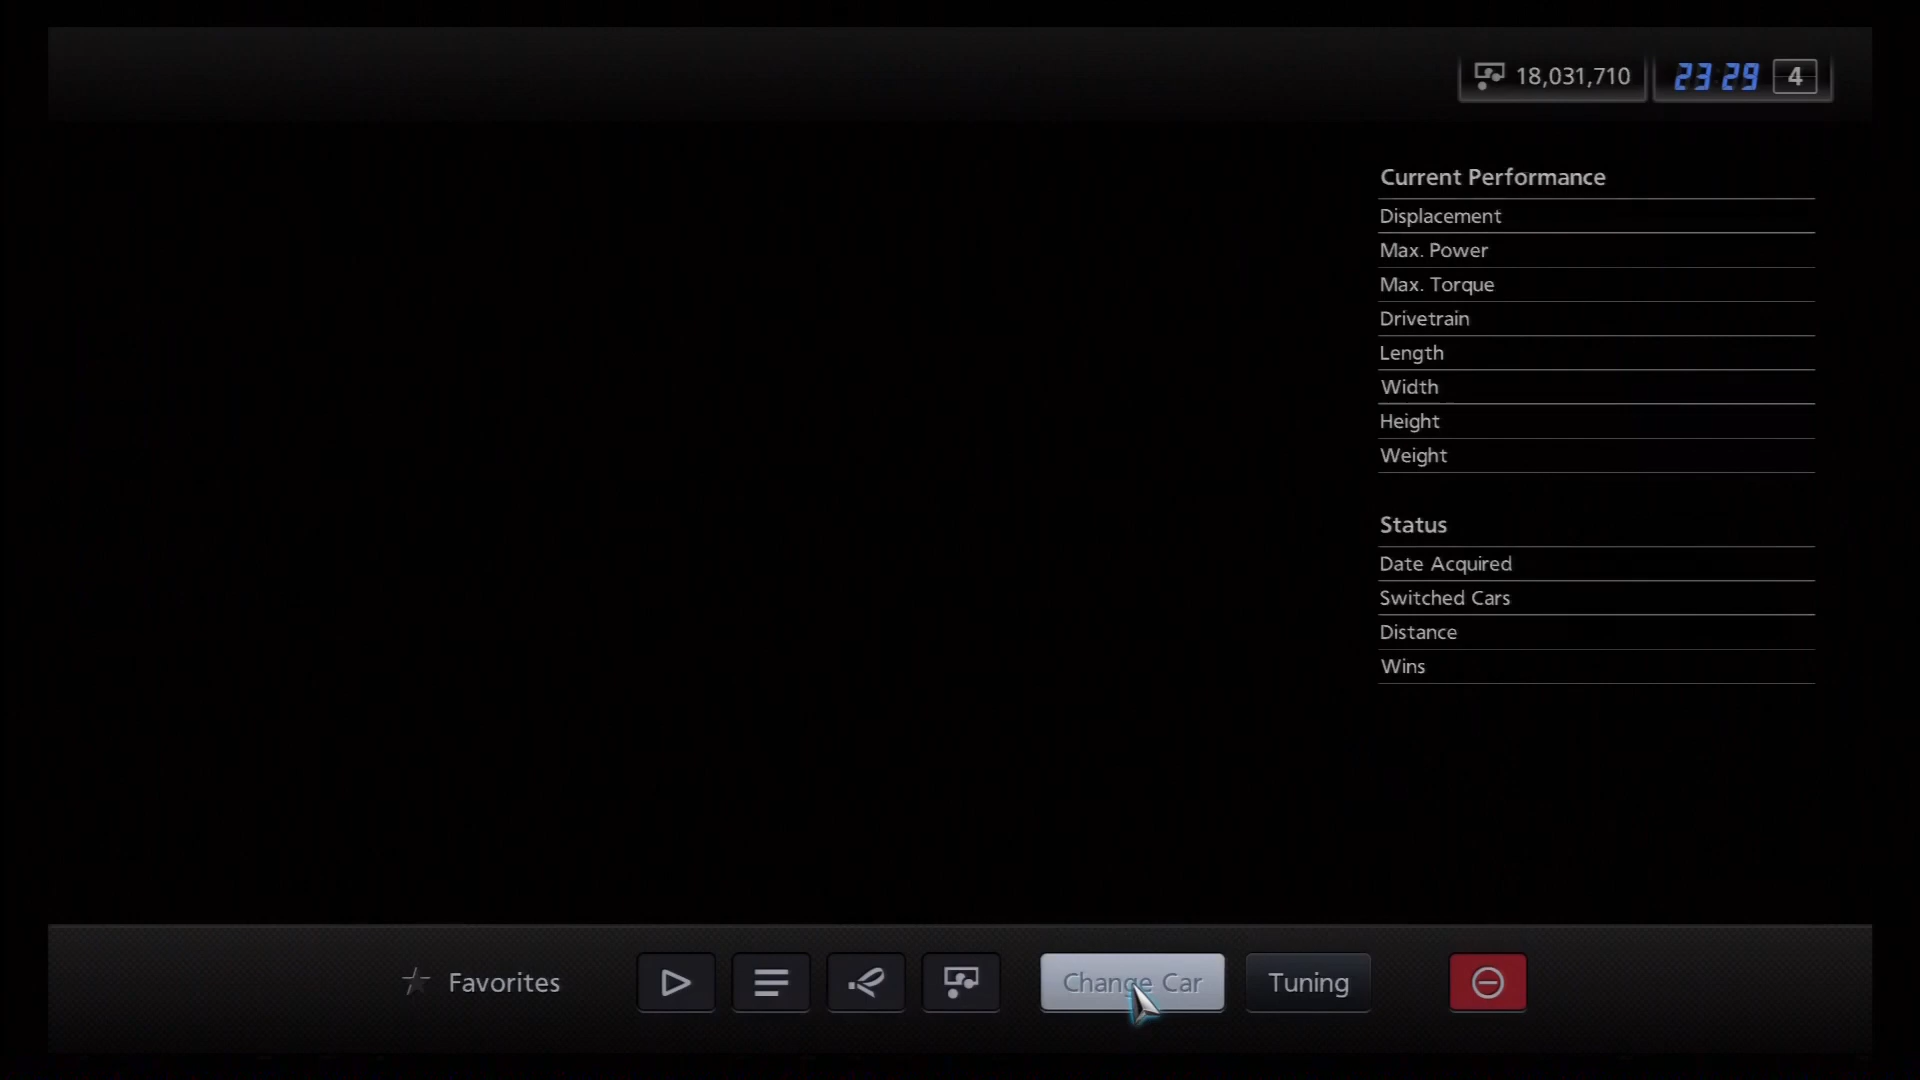 18,031,710
23:29
4
Current Performance
Displacement
Max. Power
Max. Torque
Drivetrain
Length
Width
Height
Weight
Status
Date Acquired
Switched Cars
Distance
Wins
Favorites
Change Car
Tuning